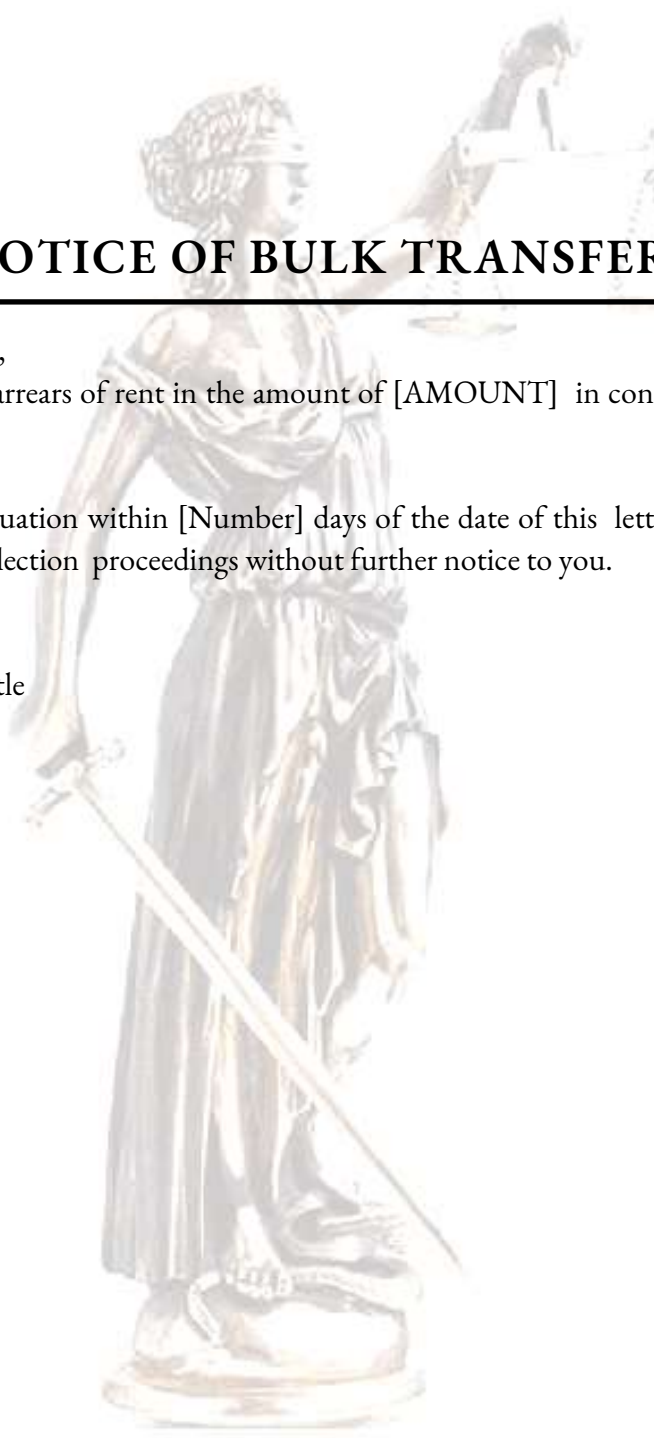 OTICE OF BULK TRANSFER
,
arrears of rent in the amount of [AMOUNT] in con
uation within [Number] days of the date of this lett
lection proceedings without further notice to you.
tle